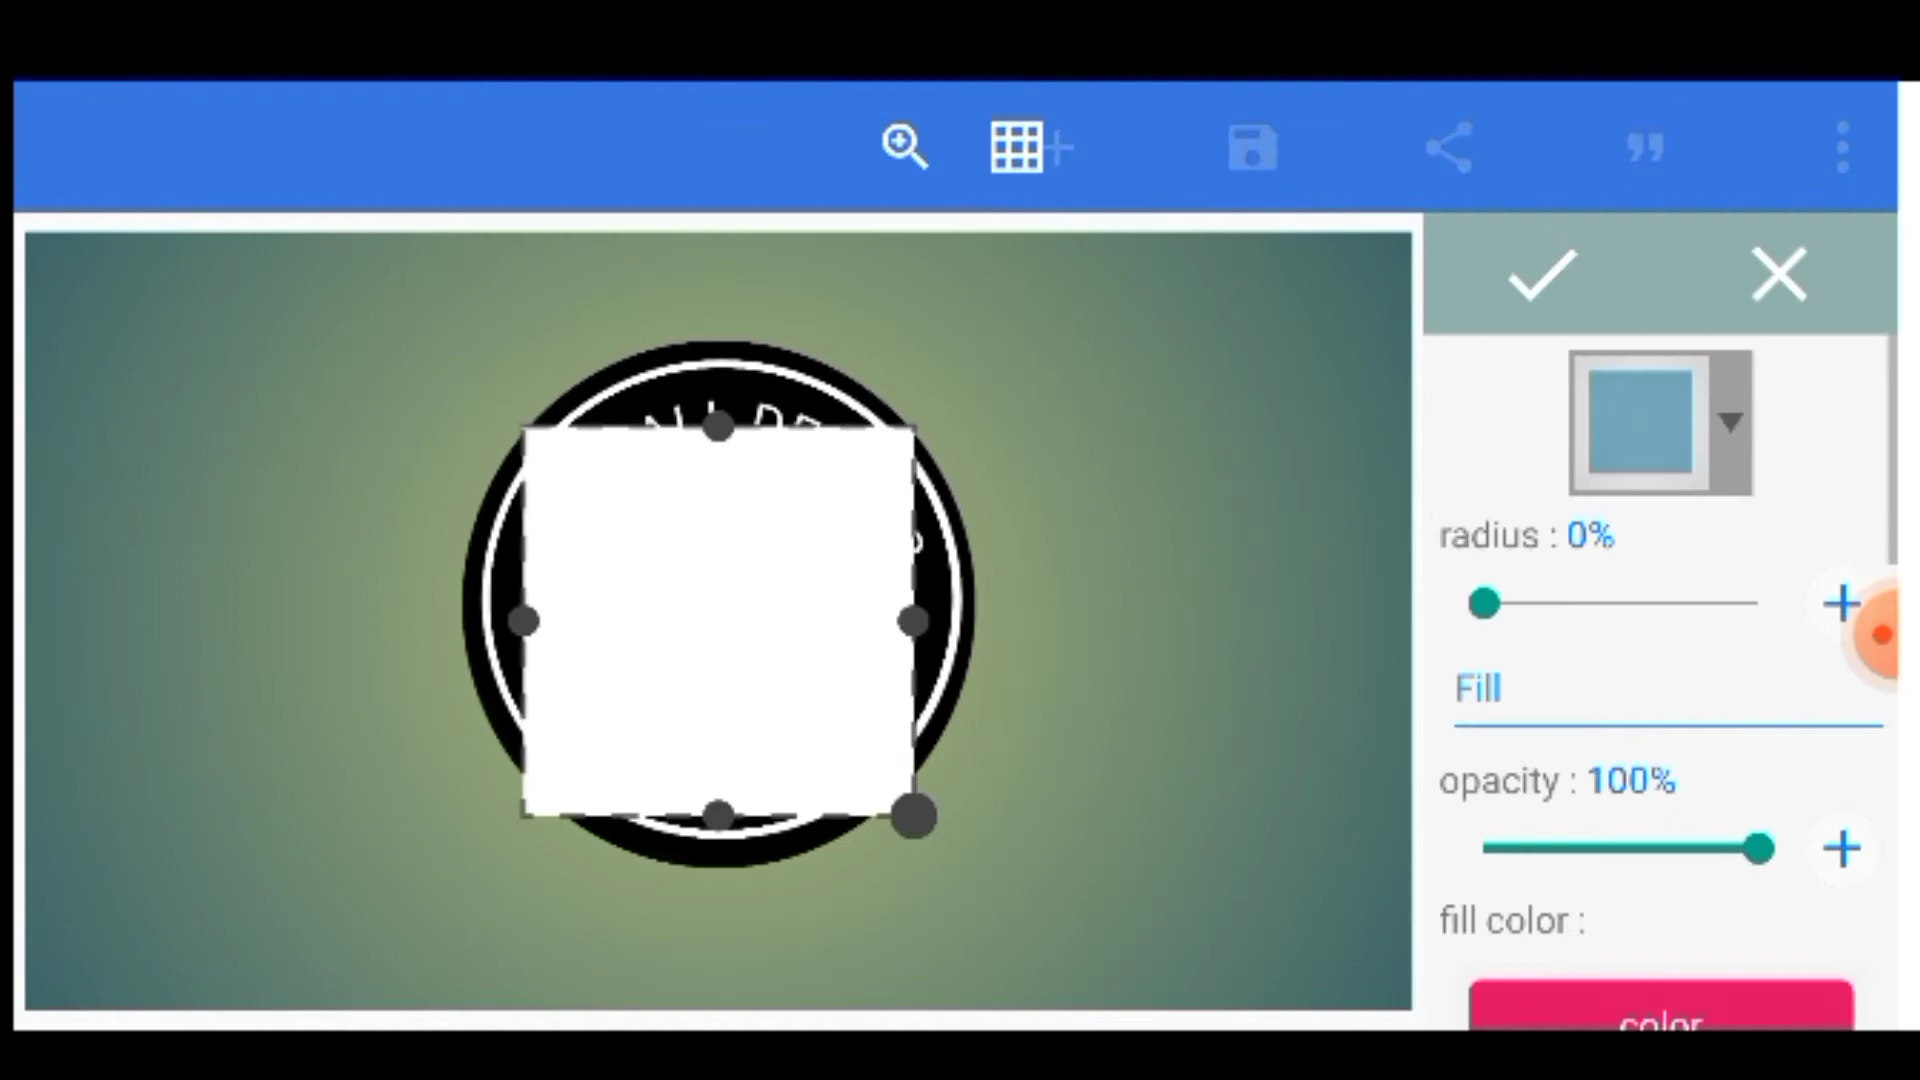 radius : 0%
Fill
opacity : 100%
fill color :
color